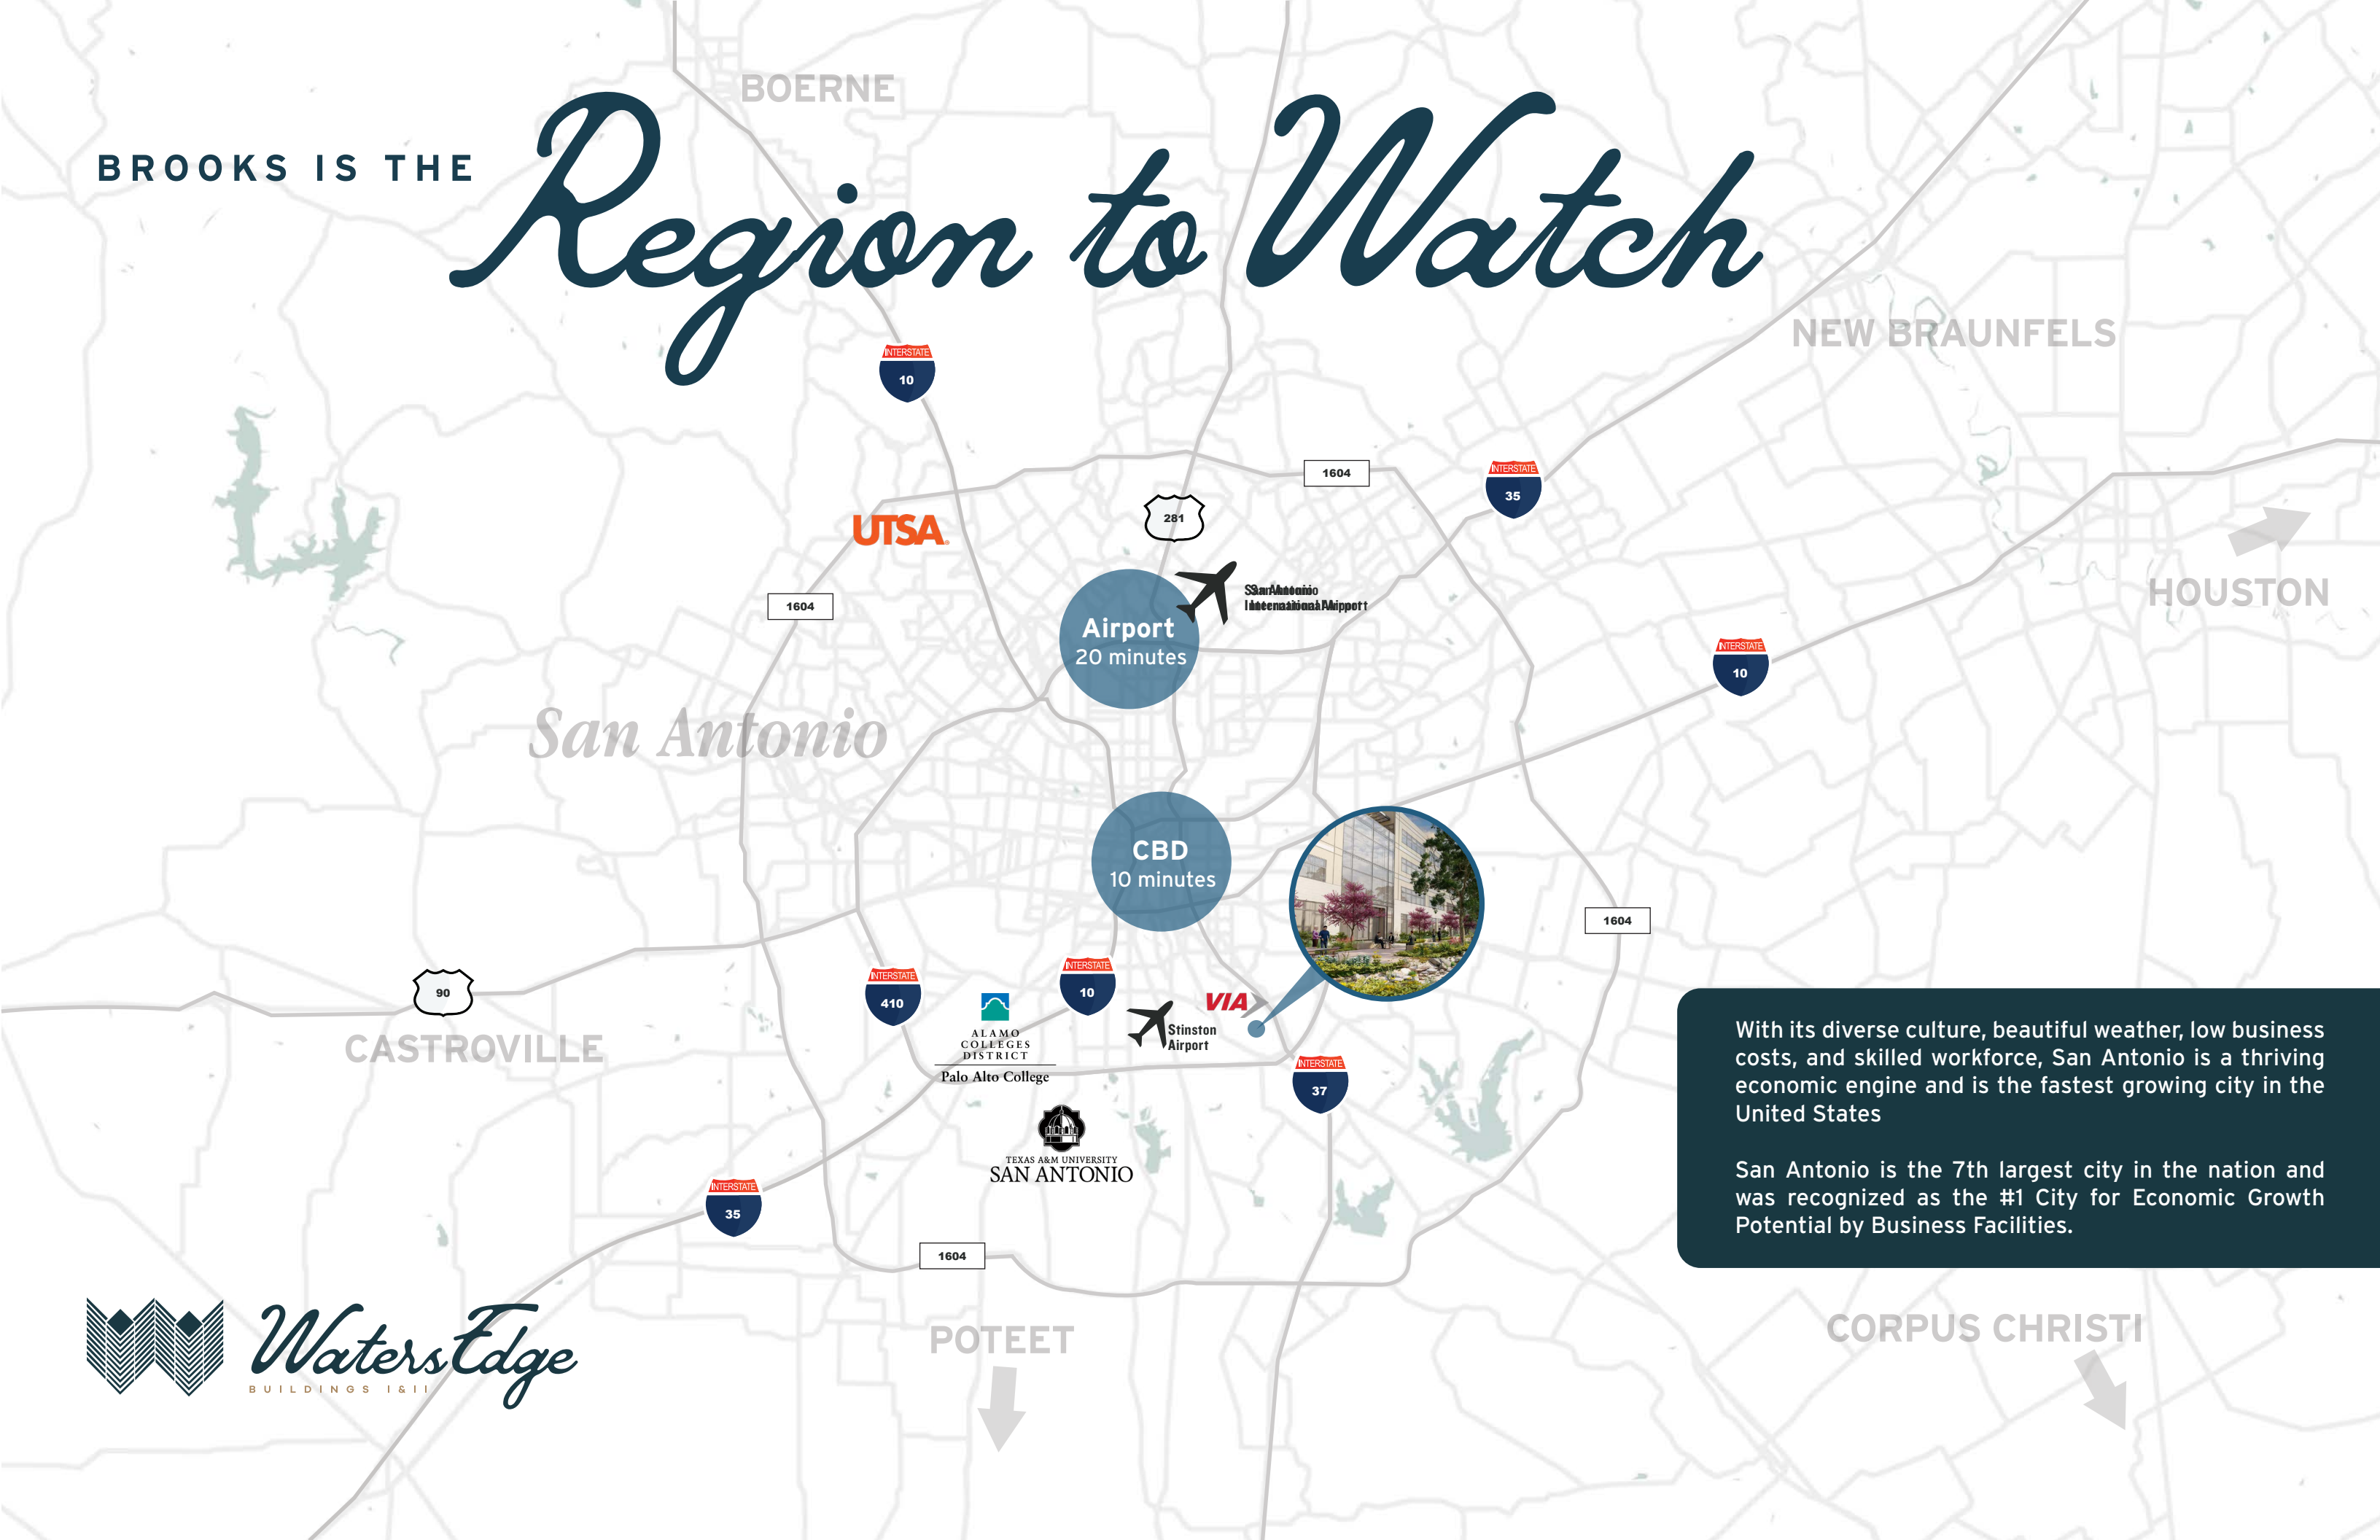 BOERNE
BROOKS IS THE
Region to Watch
NEW BRAUNFELS
INTERSTATE
10
1604
INTERSTATE
35
281
UTSA
San Antonio
International Airport
HOUSTON
1604
Airport
20 minutes
INTERSTATE
10
San Antonio
CBD
10 minutes
1604
90
INTERSTATE
410
INTERSTATE
10
VIA
Stinston
Airport
ALAMO
COLLEGES
DISTRICT
Palo Alto College
CASTROVILLE
INTERSTATE
37
With its diverse culture, beautiful weather, low business
costs, and skilled workforce, San Antonio is a thriving
economic engine and is the fastest growing city in the
United States
San Antonio is the 7th largest city in the nation and
was recognized as the #1 City for Economic Growth
Potential by Business Facilities.
TEXAS A&M UNIVERSITY
SAN ANTONIO
INTERSTATE
35
1604
POTEET
CORPUS CHRISTI
WatersEdge
BUILDINGS I & II